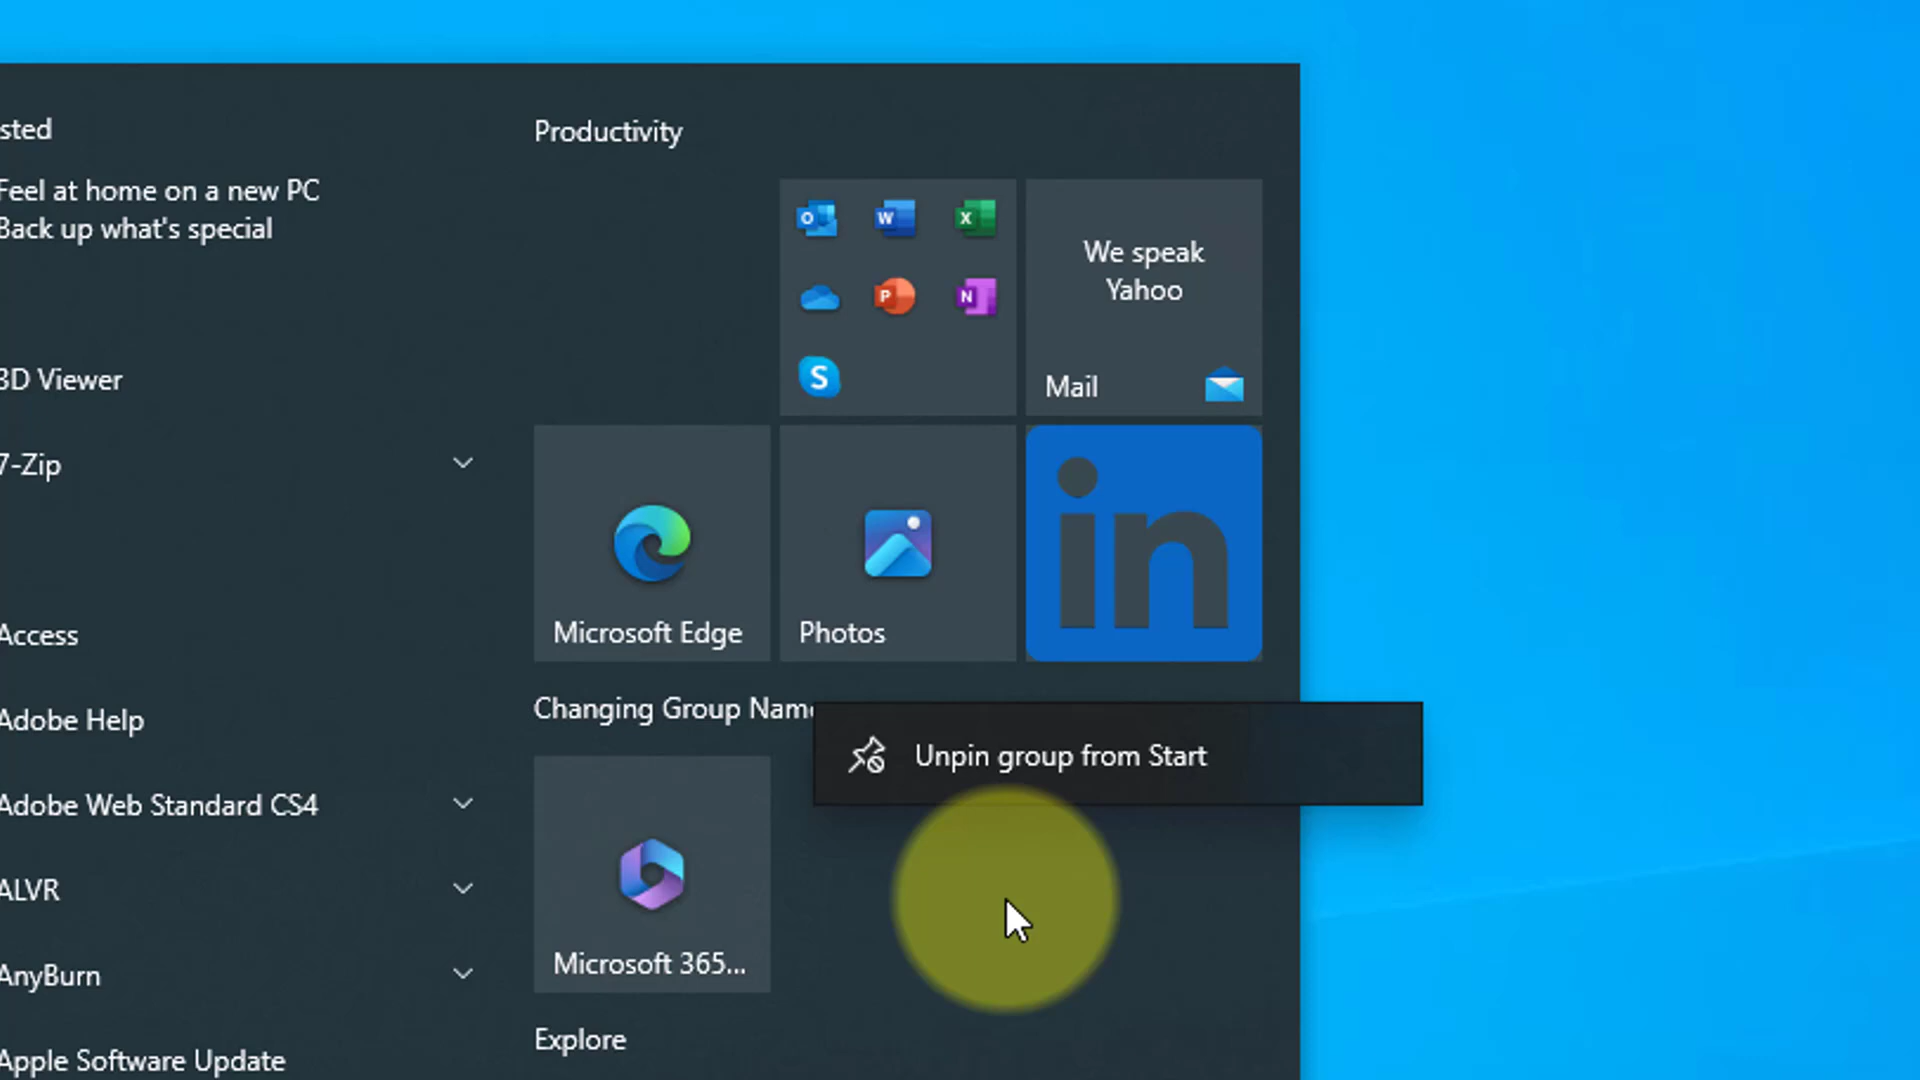 sted
Feel at home on a new PC
Back up what's special
3D Viewer
7-Zip
Access
Adobe Help
Adobe Web Standard CS4
ALVR
AnyBurn
Apple Software Update
Productivity
O
W
X
P
N
S
We speak
Yahoo
Mail
Microsoft Edge
Photos
in
Changing Group Name
Unpin group from Start
Microsoft 365...
Explore